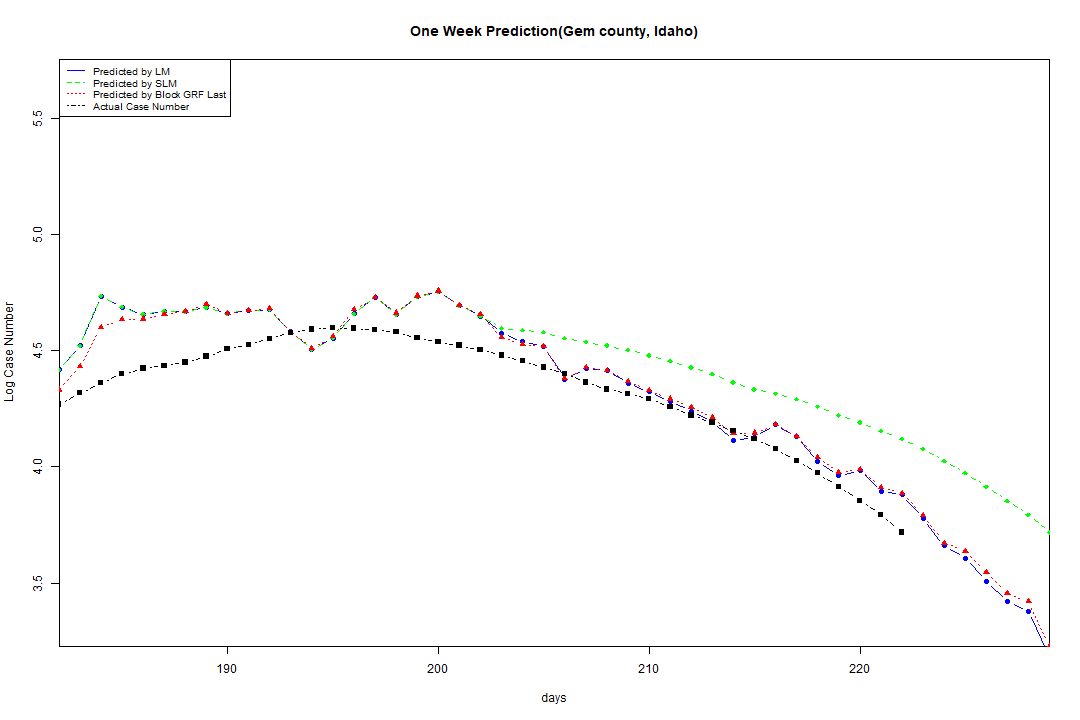 One Week Prediction(Gem county, Idaho)
Predicted by LM
Predicted by SLM
Predicted by Block GRF Last
Actual Case Number
Log Case Number
5.5
5.0
4.5
4.0
3.5
190
200
210
220
days